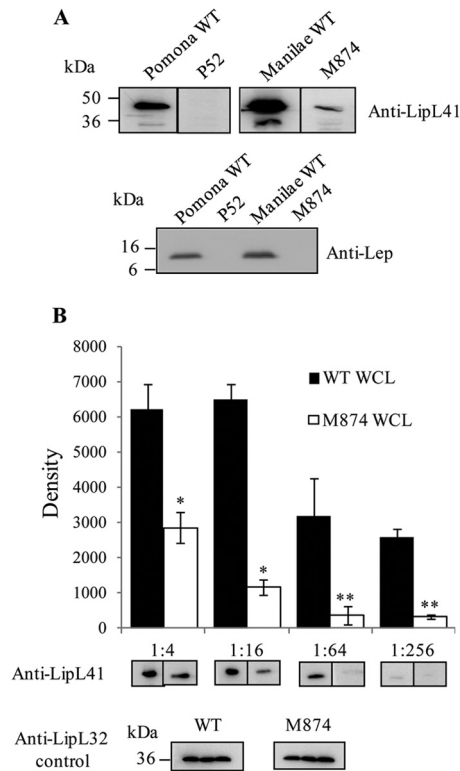 A
kDa
Pomona WT
P52
Manilae WT
M874
50
36
Anti-LipL41
kDa
Pomona WT
P52
Manilae WT
M874
16
6
Anti-Lep
B
8000
7000
6000
5000
4000
3000
2000
1000
0
Density
WT WCL
M874 WCL
*
*
**
**
1:4 1:16 1:64 1:256
Anti-LipL41
Anti-LipL32
control
kDa
WT
M874
36